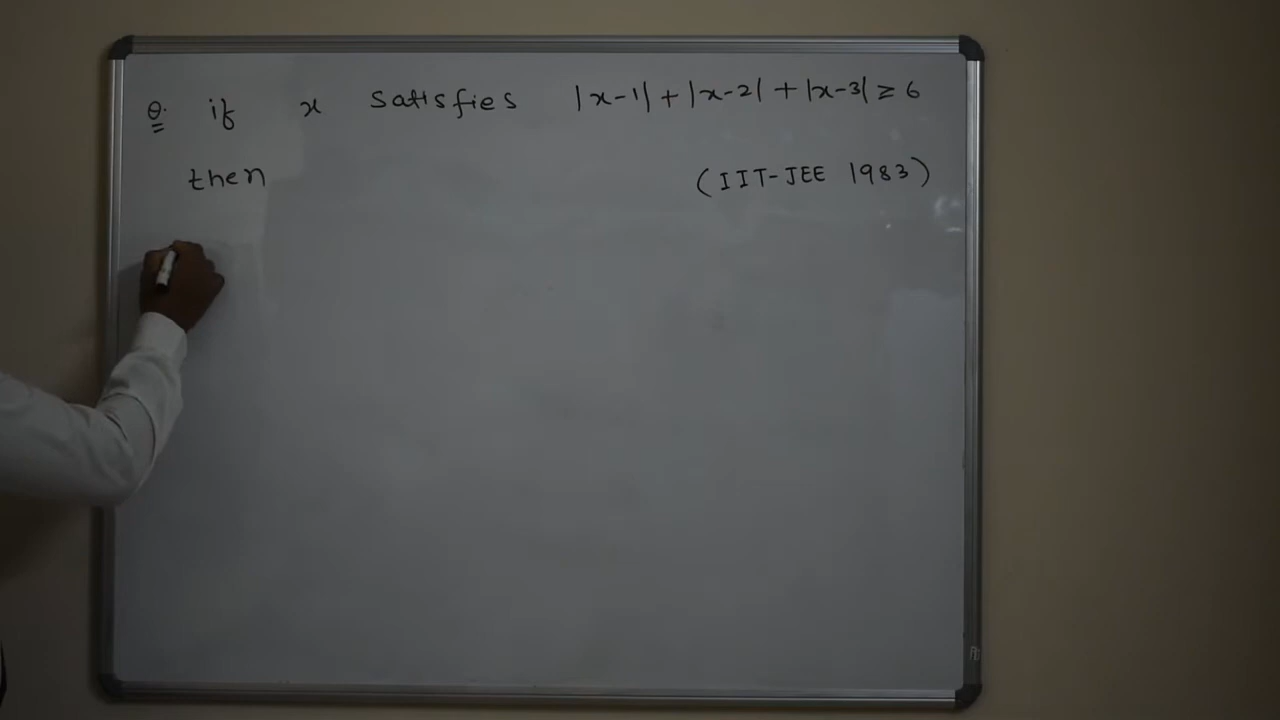 Q. if x satisfies |x-1| + |x-2| + |x-3| ≥ 6
then (IIT-JEE 1983)